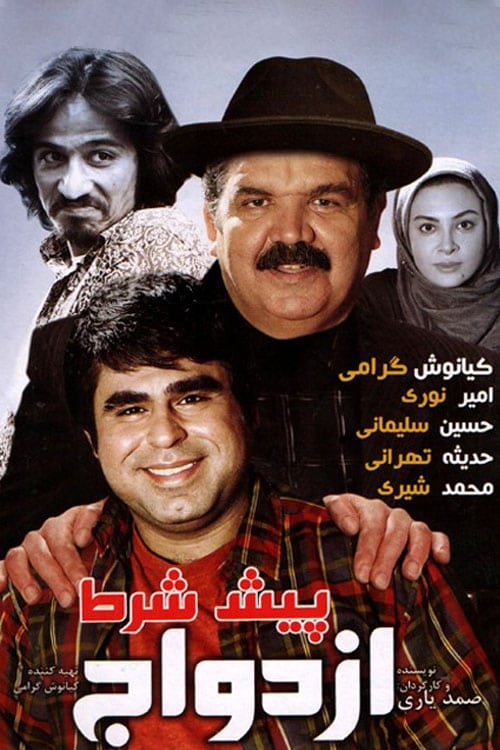 کیانوش گرامی
امیر نوری
حسین سلیمانی
حدیثه تهرانی
محمد شیری
پیش شرط
ازدواج
نویسنده
و کارگردان:
صمد یاری
تهیه کننده
کیانوش گرامی